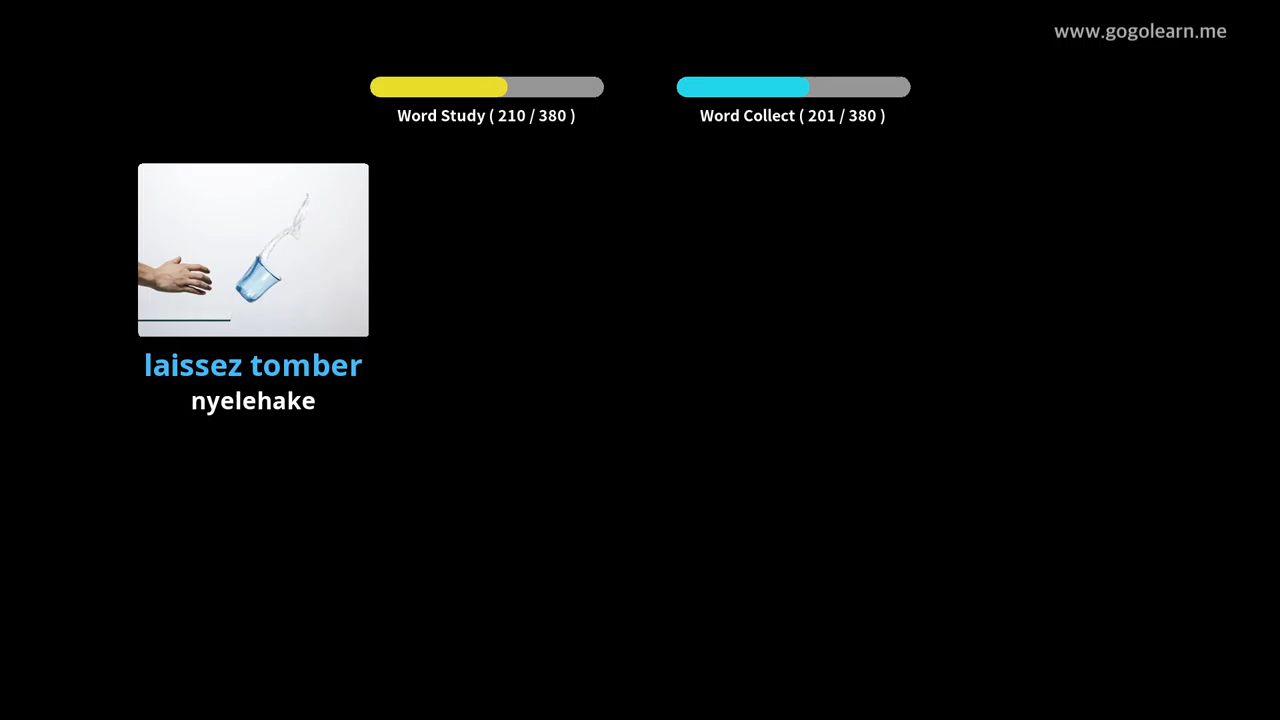 www.gogolearn.me
Word Study ( 210 / 380 )
Word Collect ( 201 / 380 )
laissez tomber
nyelehake